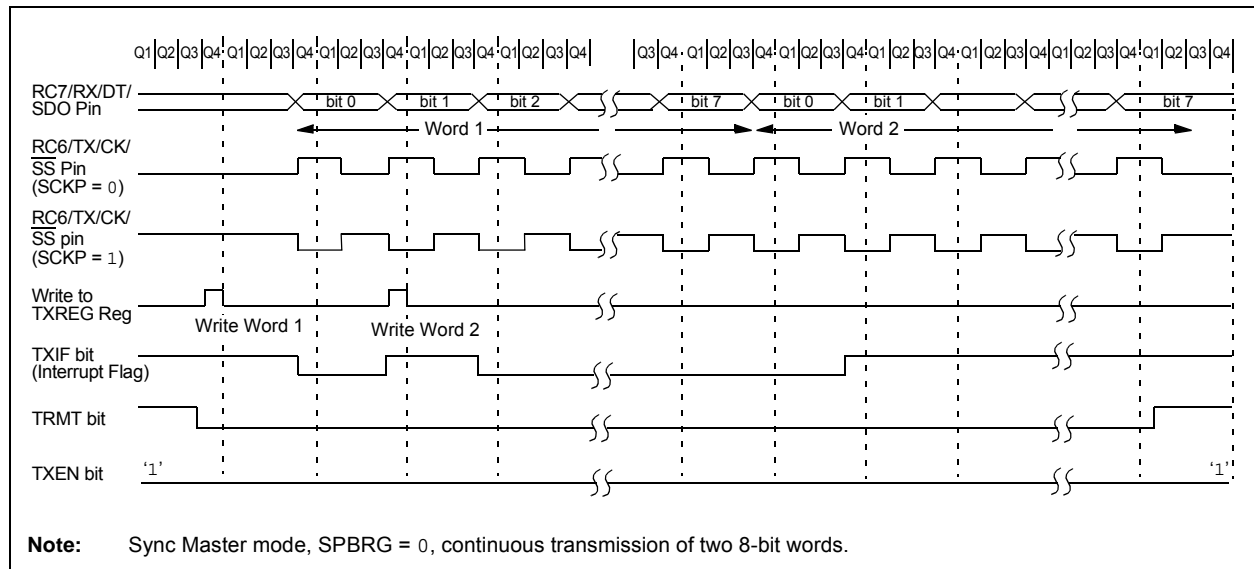 Q1 Q2 Q3 Q4 Q1 Q2 Q3 Q4 Q1 Q2 Q3 Q4 Q1 Q2 Q3 Q4 Q1 Q2 Q3 Q4 Q3 Q4 Q1 Q2 Q3 Q4 Q1 Q2 Q3 Q4 Q1 Q2 Q3 Q4 Q1 Q2 Q3 Q4 Q1 Q2 Q3 Q4 Q1 Q2 Q3 Q4
RC7/RX/DT/
SDO Pin
bit 0 bit 1 bit 2 bit 7 bit 0 bit 1 bit 7
Word 1 Word 2
RC6/TX/CK/
SS Pin
(SCKP = 0)
RC6/TX/CK/
SS pin
(SCKP = 1)
Write to
TXREG Reg
Write Word 1 Write Word 2
TXIF bit
(Interrupt Flag)
TRMT bit
TXEN bit
‘1’ ‘1’
Note: Sync Master mode, SPBRG = 0, continuous transmission of two 8-bit words.